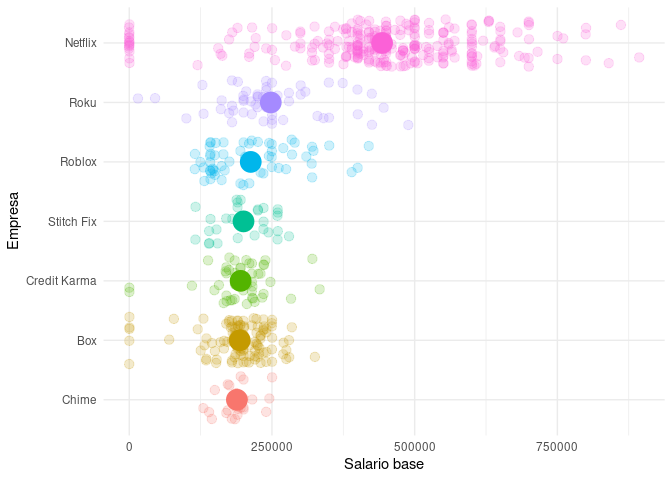 Netflix
Roku
Roblox
Stitch Fix
Credit Karma
Box
Chime
Empresa
0
250000
500000
750000
Salario base